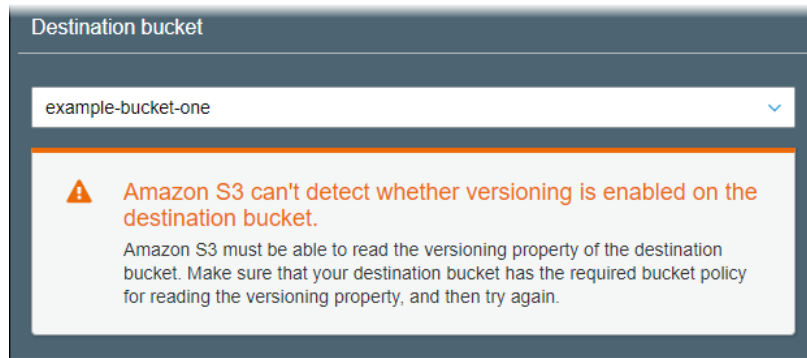 Destination bucket
example-bucket-one
Amazon S3 can't detect whether versioning is enabled on the
destination bucket.
Amazon S3 must be able to read the versioning property of the destination
bucket. Make sure that your destination bucket has the required bucket policy
for reading the versioning property, and then try again.